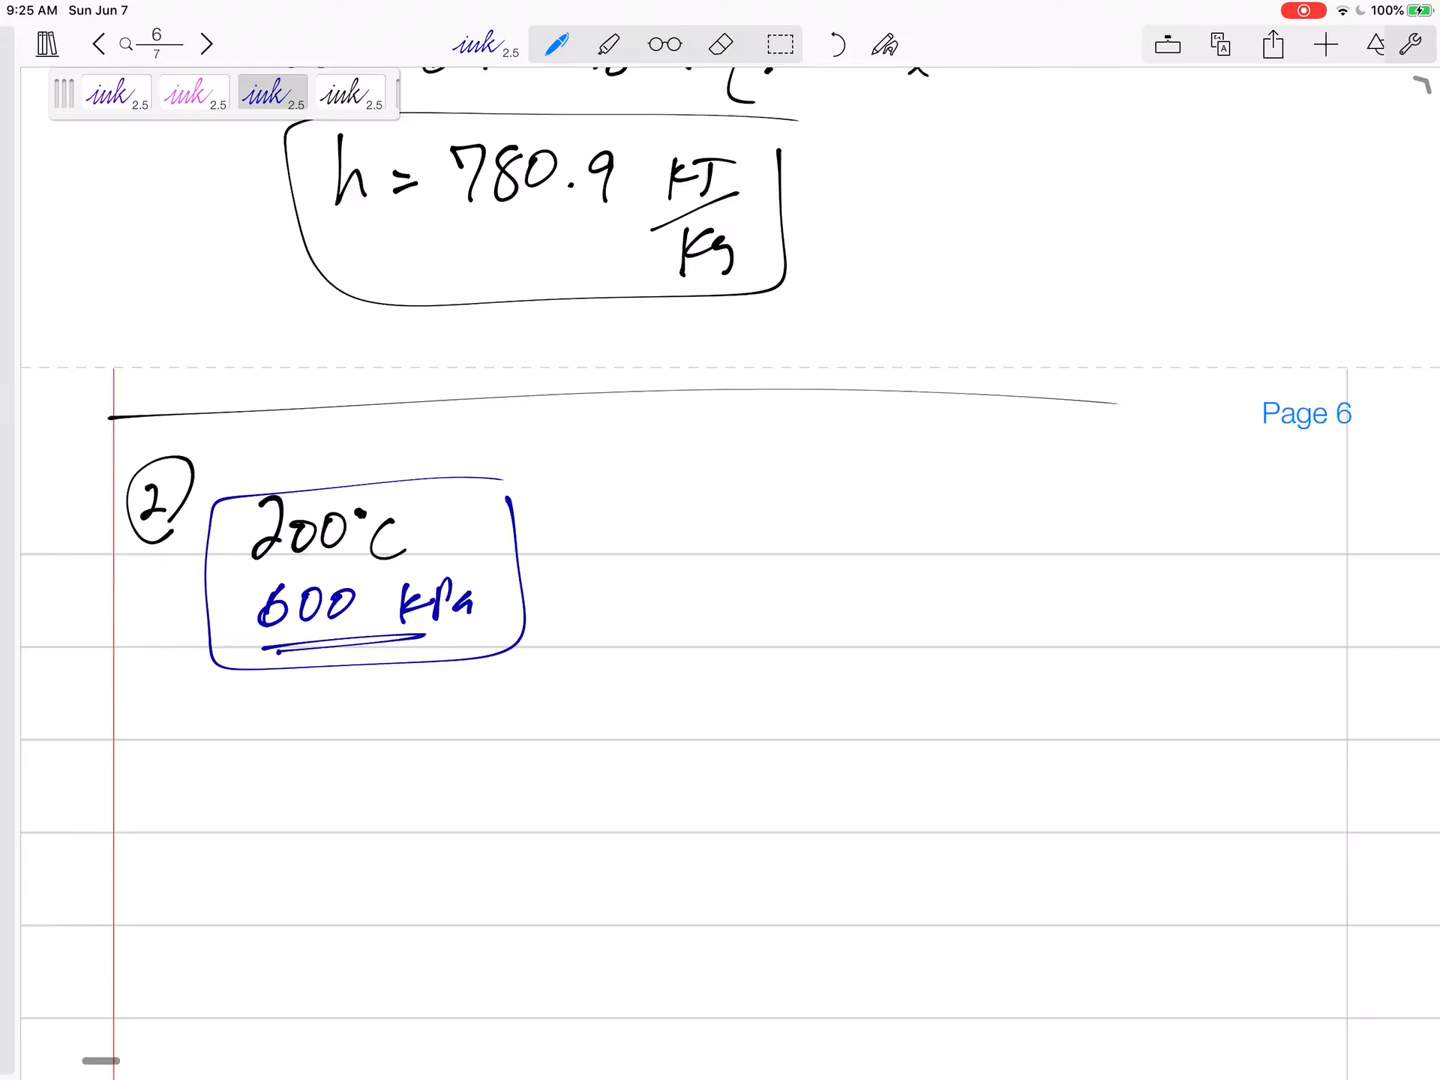 9:25 AM Sun Jun 7
100%
6
7
ink 2.5
ink 2.5
ink 2.5
ink 2.5
ink 2.5
h = 780.9 kJ
kg
Page 6
2
200°C
600 kPa